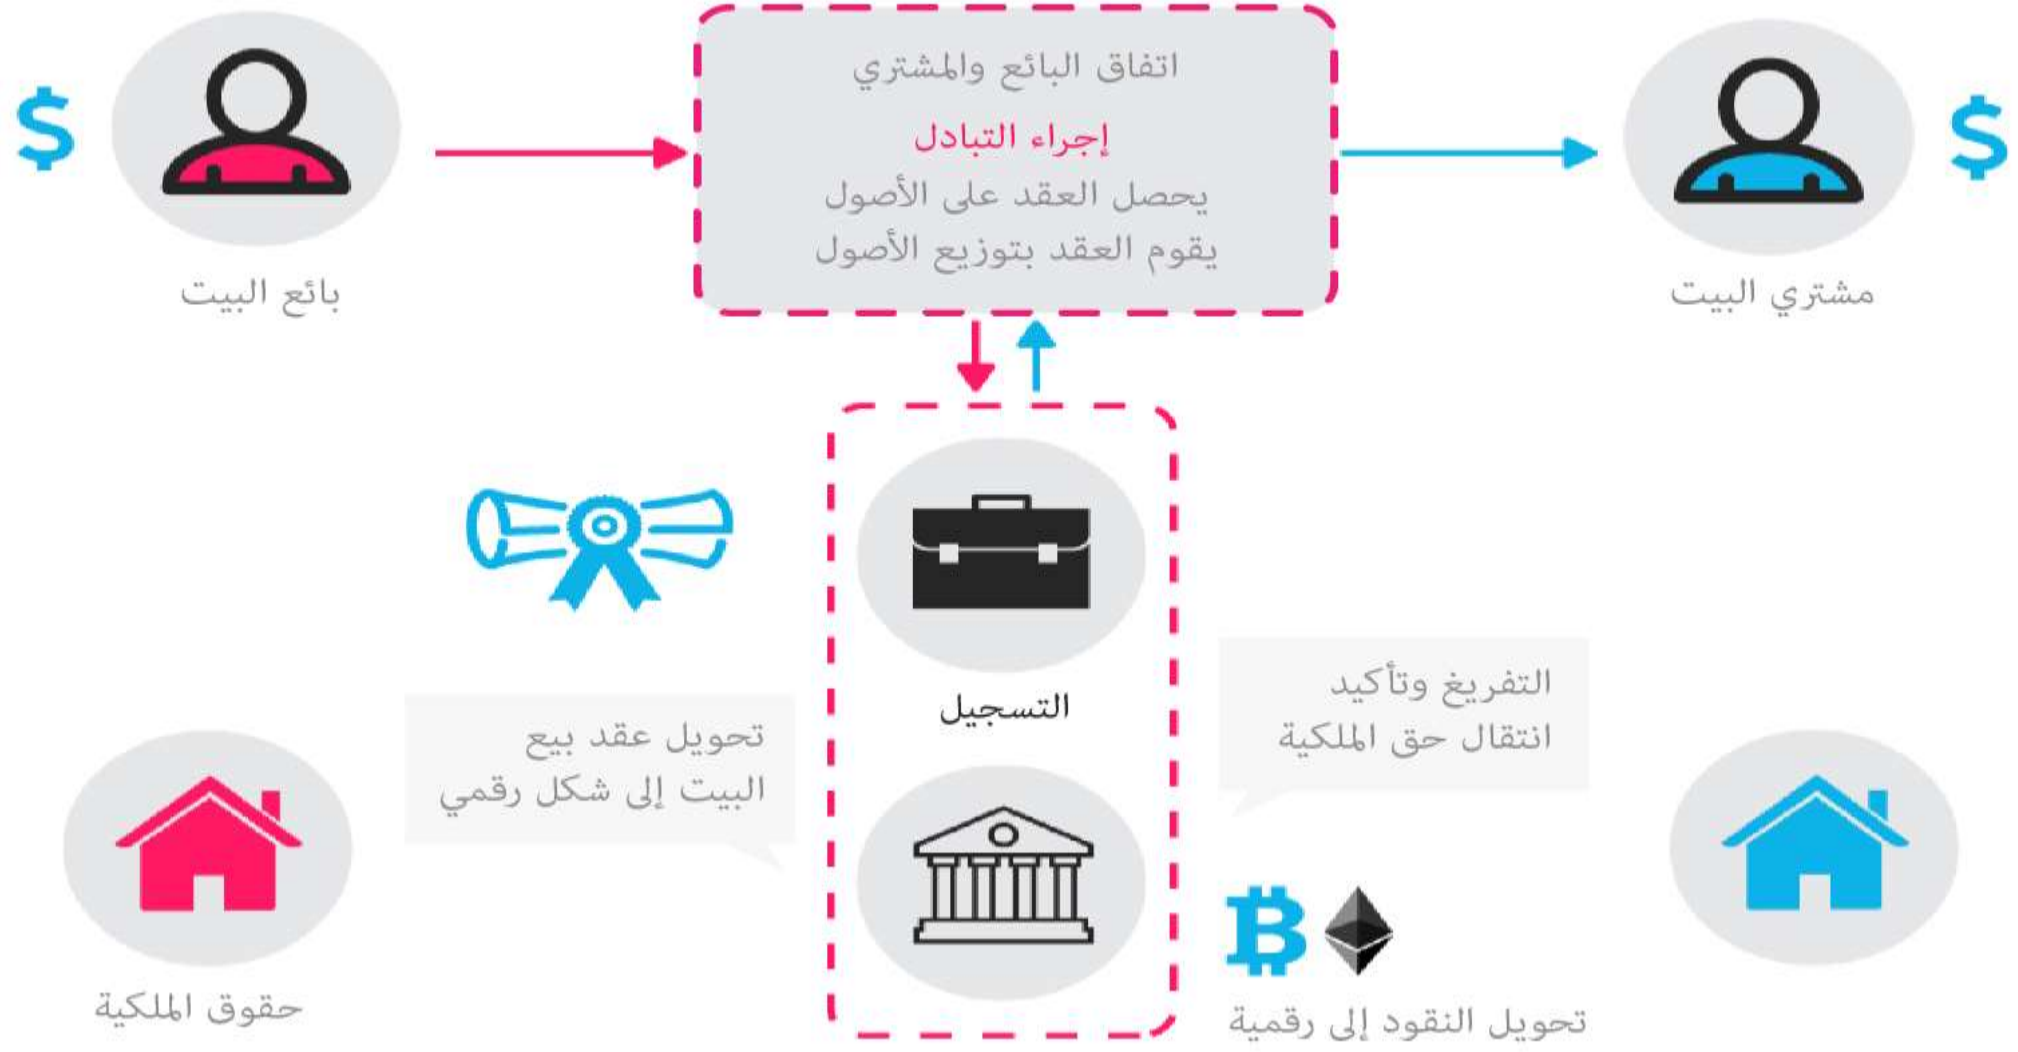 اتفاق البائع والمشتري
إجراء التبادل
يحصل العقد على الأصول
يقوم العقد بتوزيع الأصول
مشتري البيت
بائع البيت
التسجيل
التفريغ وتأكيد
انتقال حق الملكية
تحويل عقد بيع
البيت إلى شكل رقمي
تحويل النقود إلى رقمية
حقوق الملكية